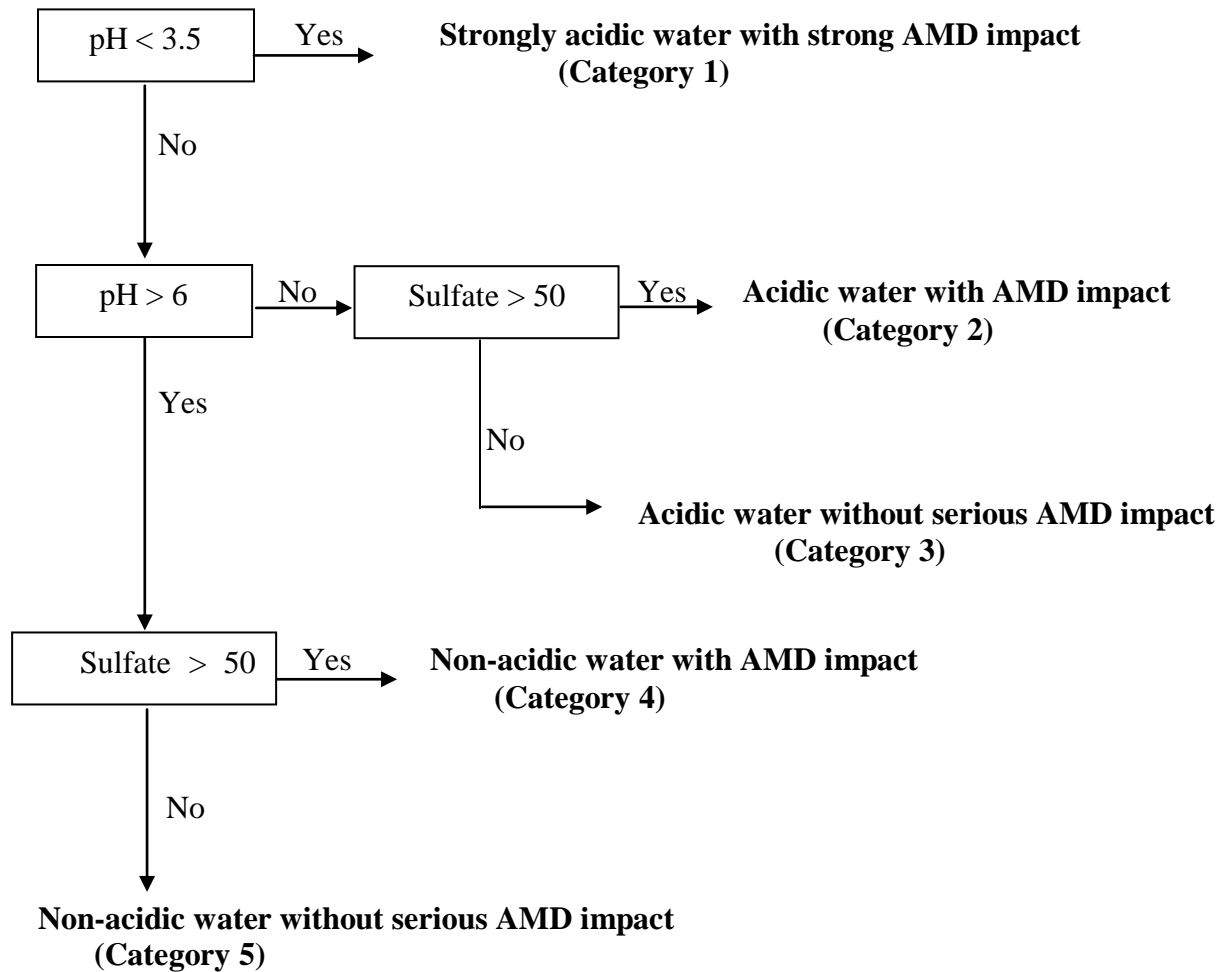 pH < 3.5
Yes
Strongly acidic water with strong AMD impact
(Category 1)
No
pH > 6
No
Sulfate > 50
Yes
Acidic water with AMD impact
(Category 2)
Yes
No
Acidic water without serious AMD impact
(Category 3)
Sulfate > 50
Yes
Non-acidic water with AMD impact
(Category 4)
No
Non-acidic water without serious AMD impact
(Category 5)